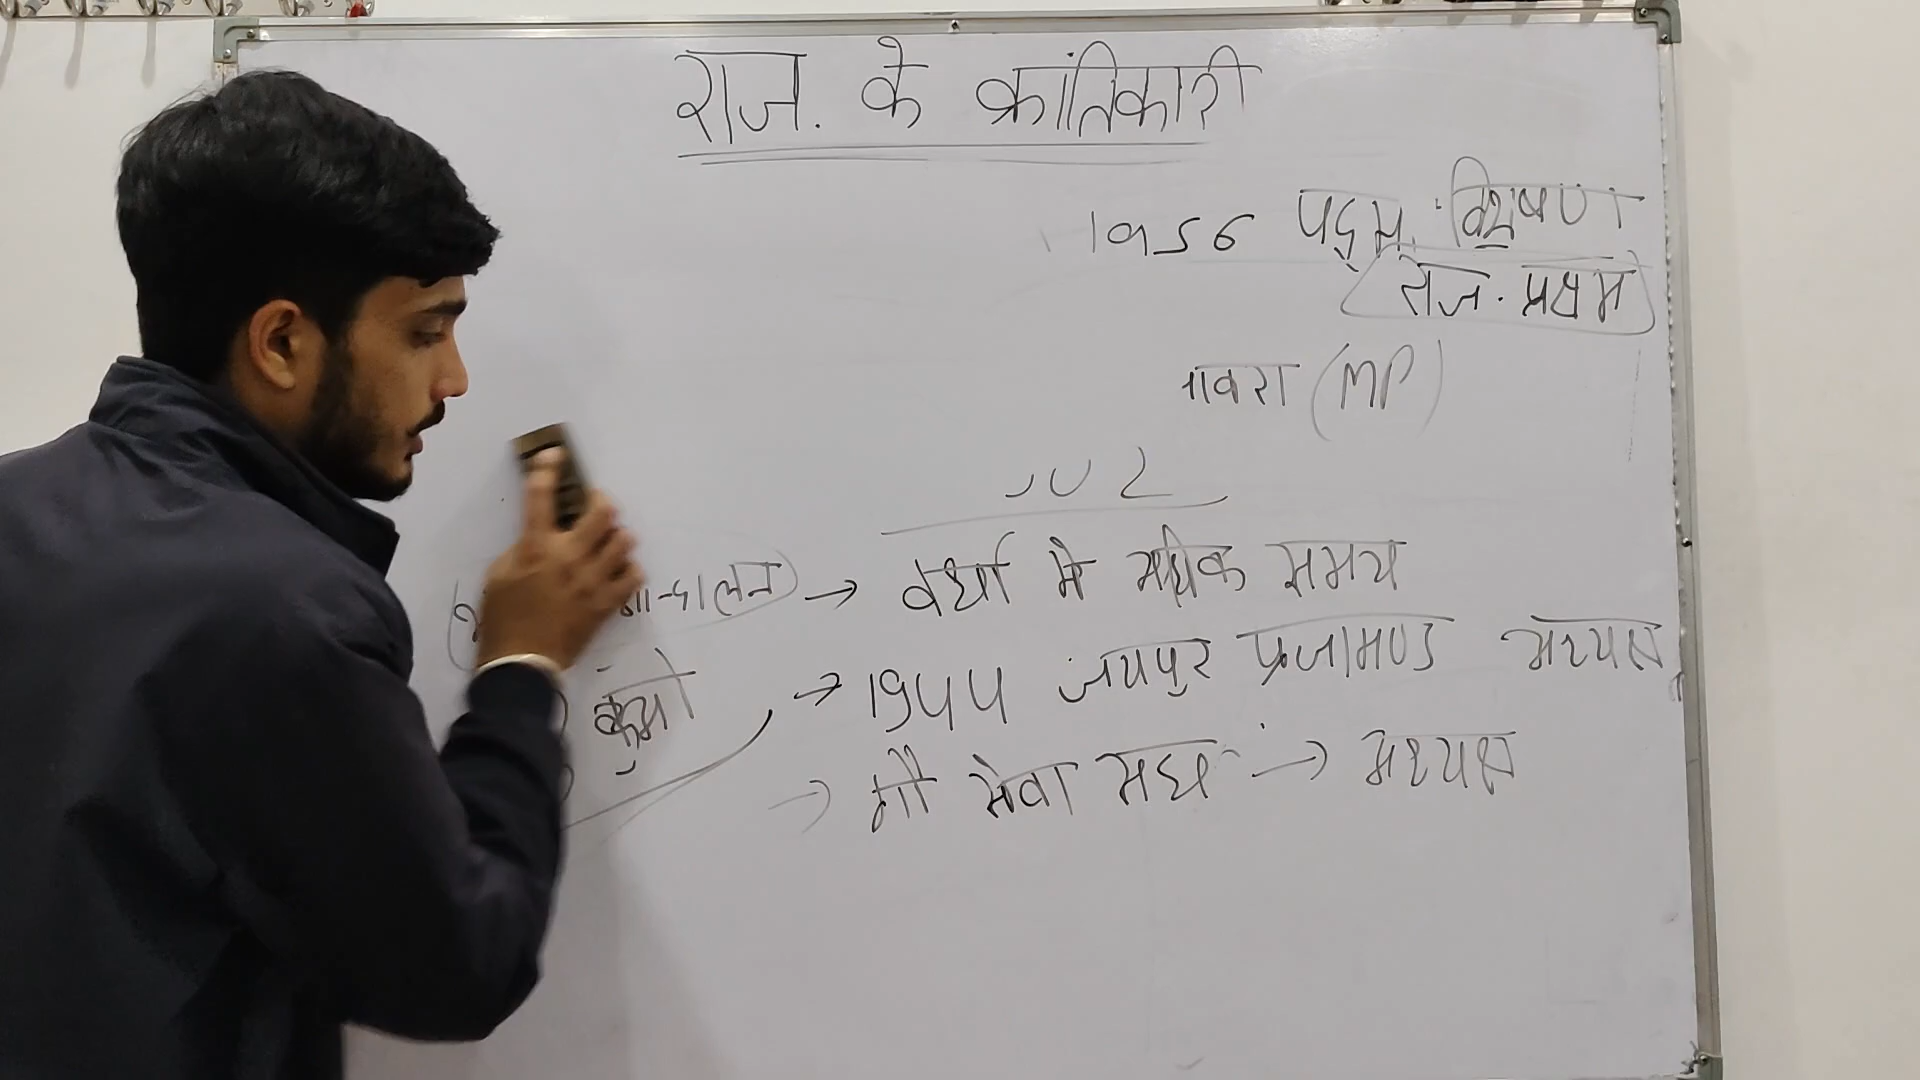 राज. के क्रांतिकारी
1956 पद्म विभूषण
राज. प्रथम
वरा (MP)
→ वर्धा मे अधिक समय
कुआ → 1944 जयपुर प्रजामण्ड अध्यक्ष
→ गौ सेवा संघ → अध्यक्ष